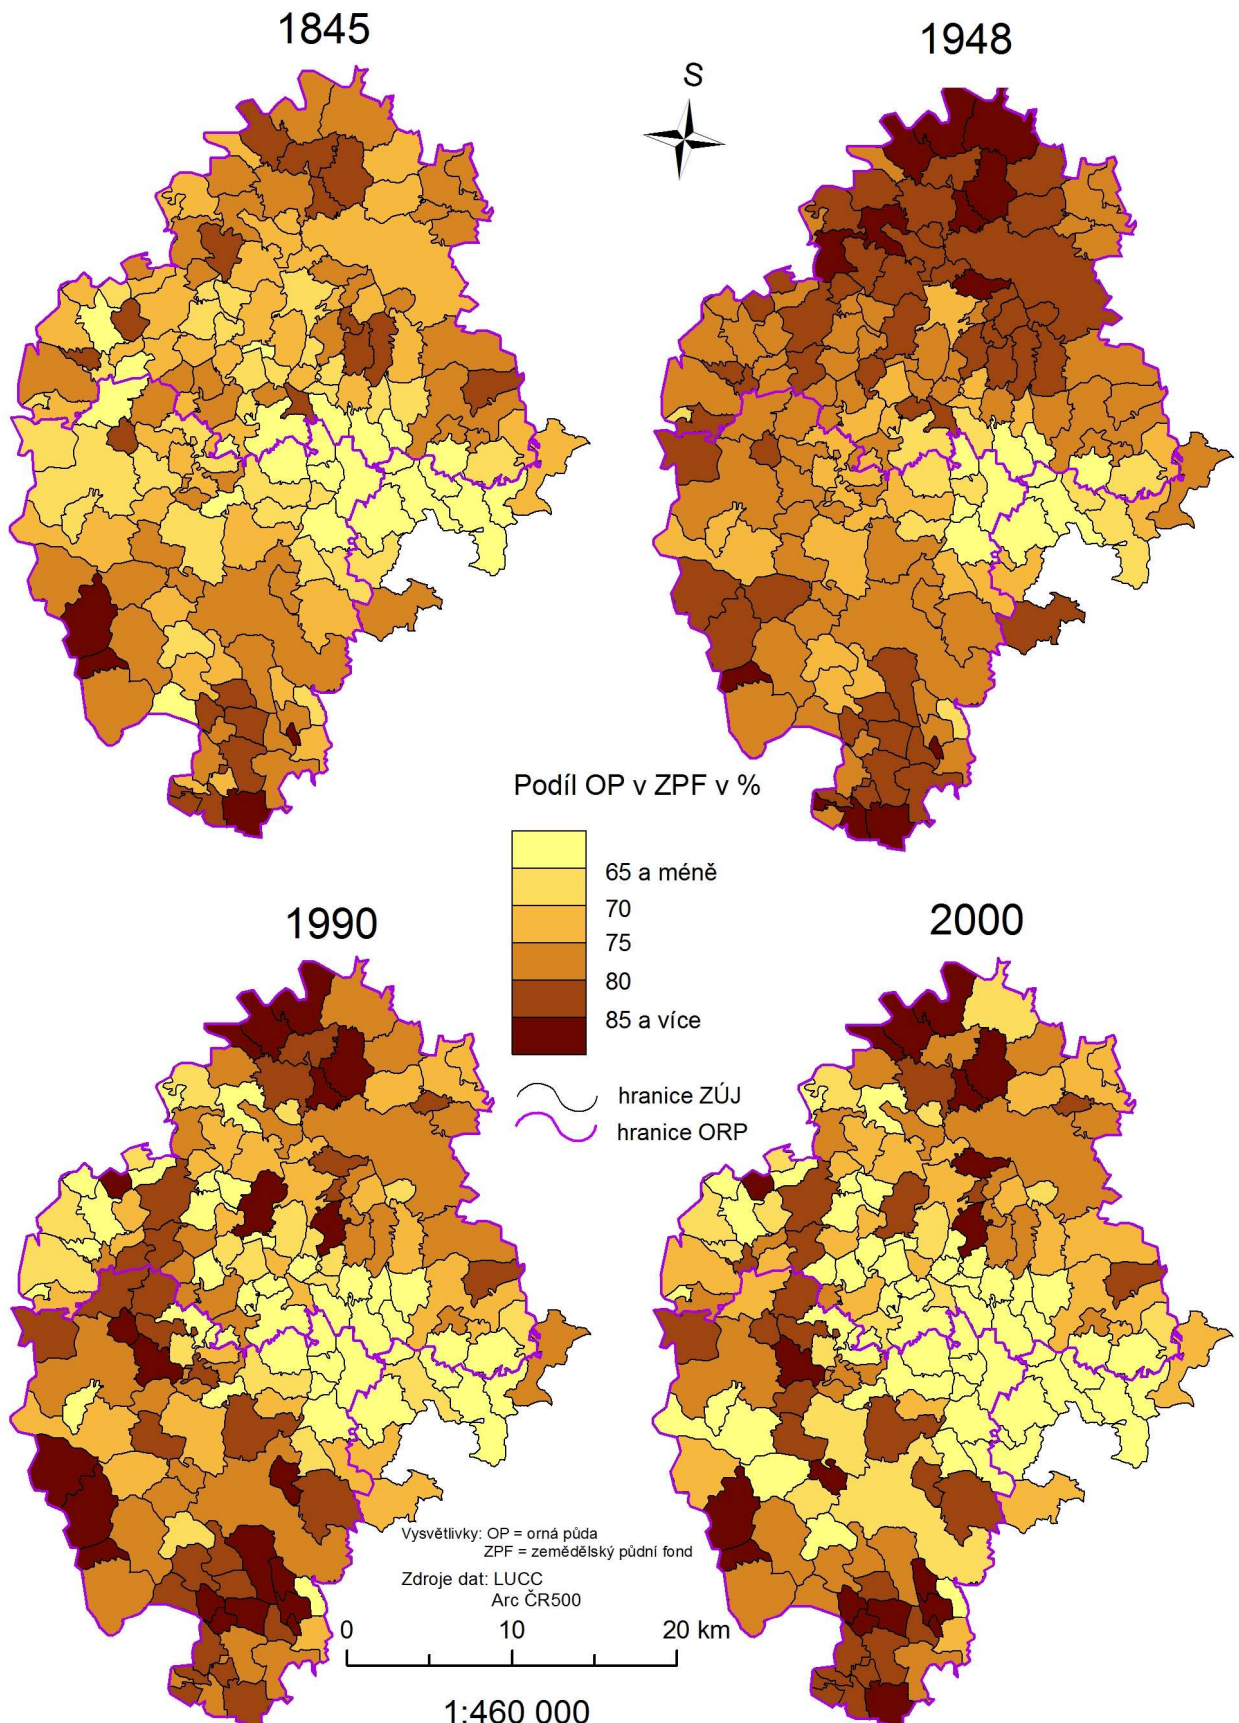 1845
1948
S
Podíl OP v ZPF v %
65 a méně
70
75
80
85 a více
1990
2000
hranice ZÚJ
hranice ORP
Vysvětlivky: OP = orná půda
ZPF = zemědělský půdní fond
Zdroje dat: LUCC
Arc ČR500
0 10 20 km
1:460 000